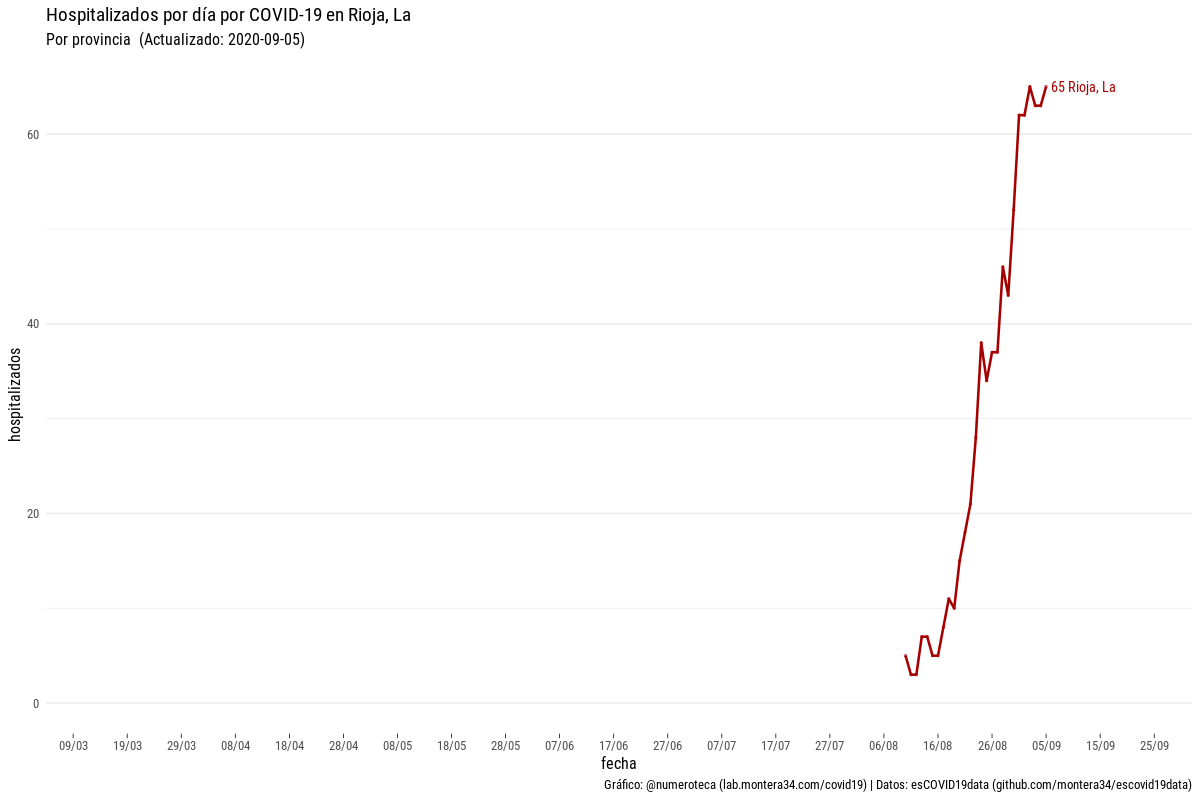 Hospitalizados por día por COVID-19 en Rioja, La
Por provincia  (Actualizado: 2020-09-05)
65 Rioja, La
60
40
20
0
hospitalizados
09/03 19/03 29/03 08/04 18/04 28/04 08/05 18/05 28/05 07/06 17/06 27/06 07/07 17/07 27/07 06/08 16/08 26/08 05/09 15/09 25/09
fecha
Gráfico: @numeroteca (lab.montera34.com/covid19) | Datos: esCOVID19data (github.com/montera34/escovid19data)